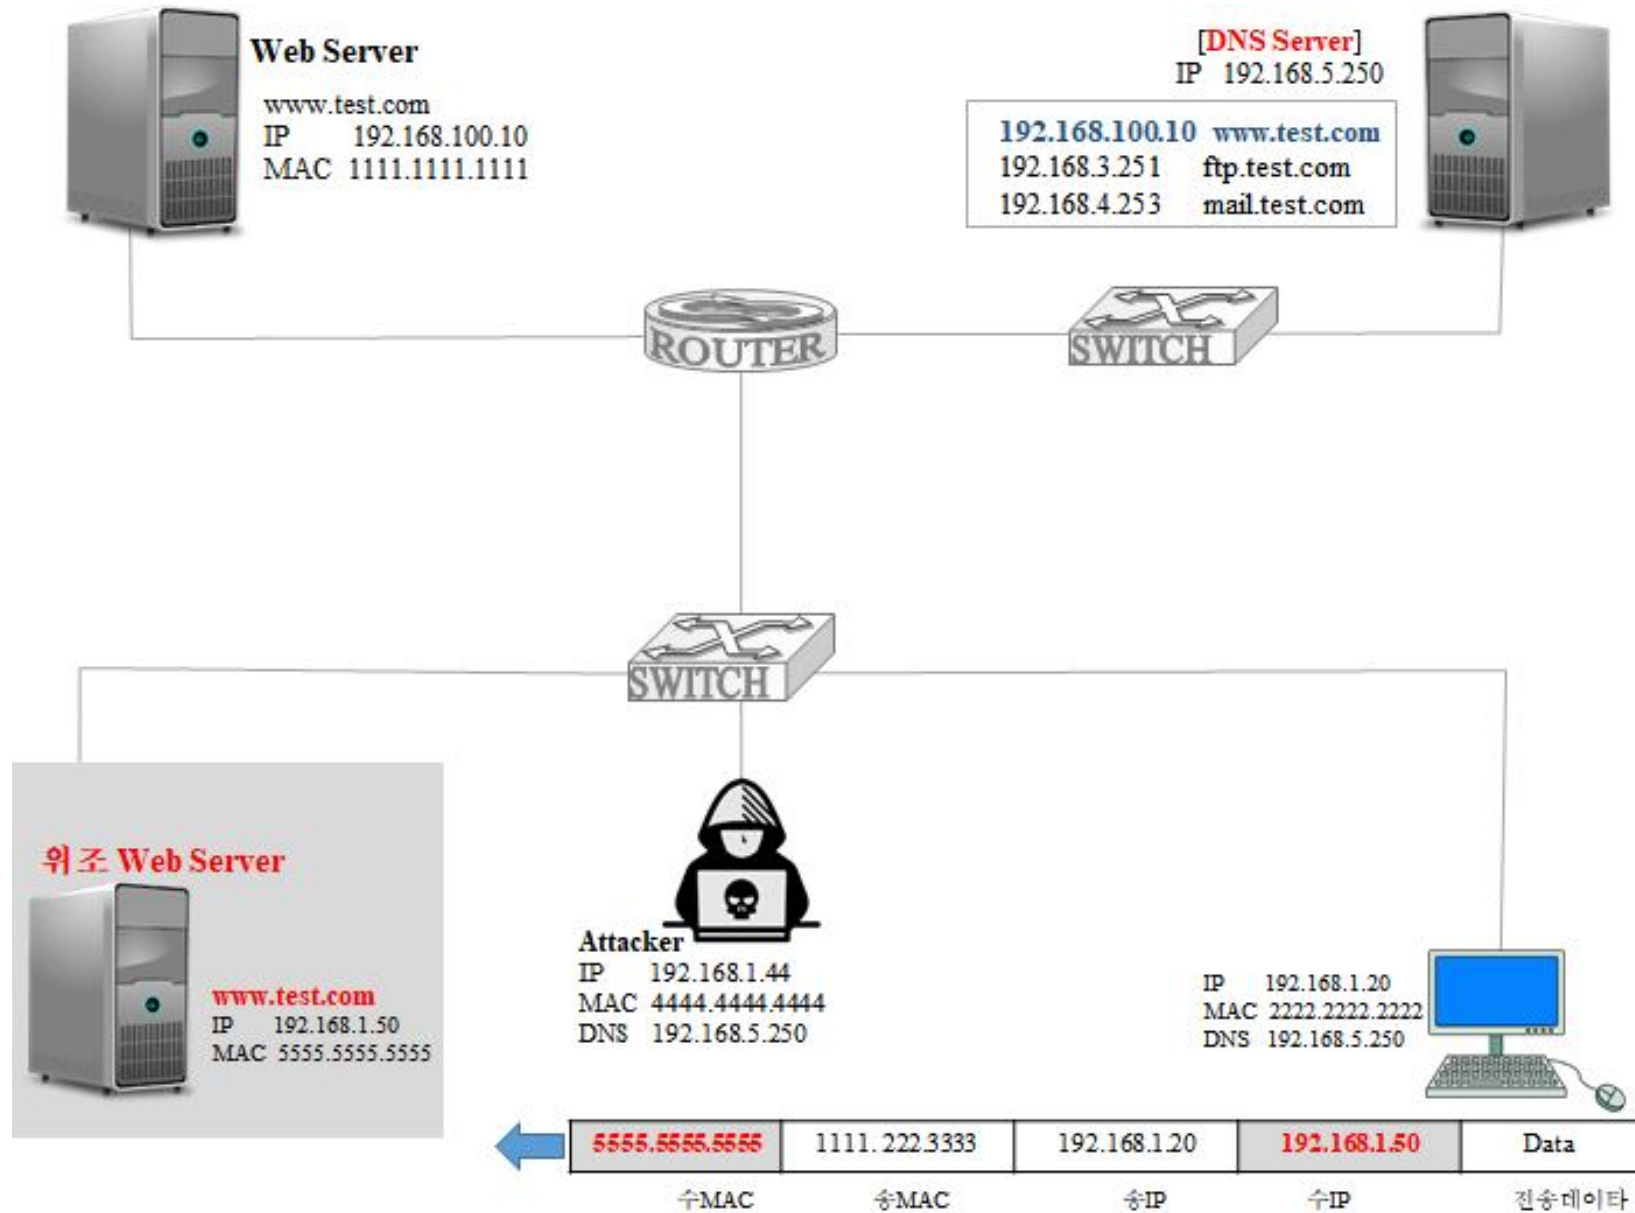 Web Server
www.test.com
IP 192.168.100.10
MAC 1111.1111.1111
[DNS Server]
IP 192.168.5.250
192.168.100.10 www.test.com
192.168.3.251 ftp.test.com
192.168.4.253 mail.test.com
ROUTER
SWITCH
SWITCH
위조 Web Server
www.test.com
IP 192.168.1.50
MAC 5555.5555.5555
Attacker
IP 192.168.1.44
MAC 4444.4444.4444
DNS 192.168.5.250
IP 192.168.1.20
MAC 2222.2222.2222
DNS 192.168.5.250
5555.5555.5555 1111. 222.3333 192.168.1.20 192.168.1.50 Data
수MAC 송MAC 송IP 수IP 전송데이타